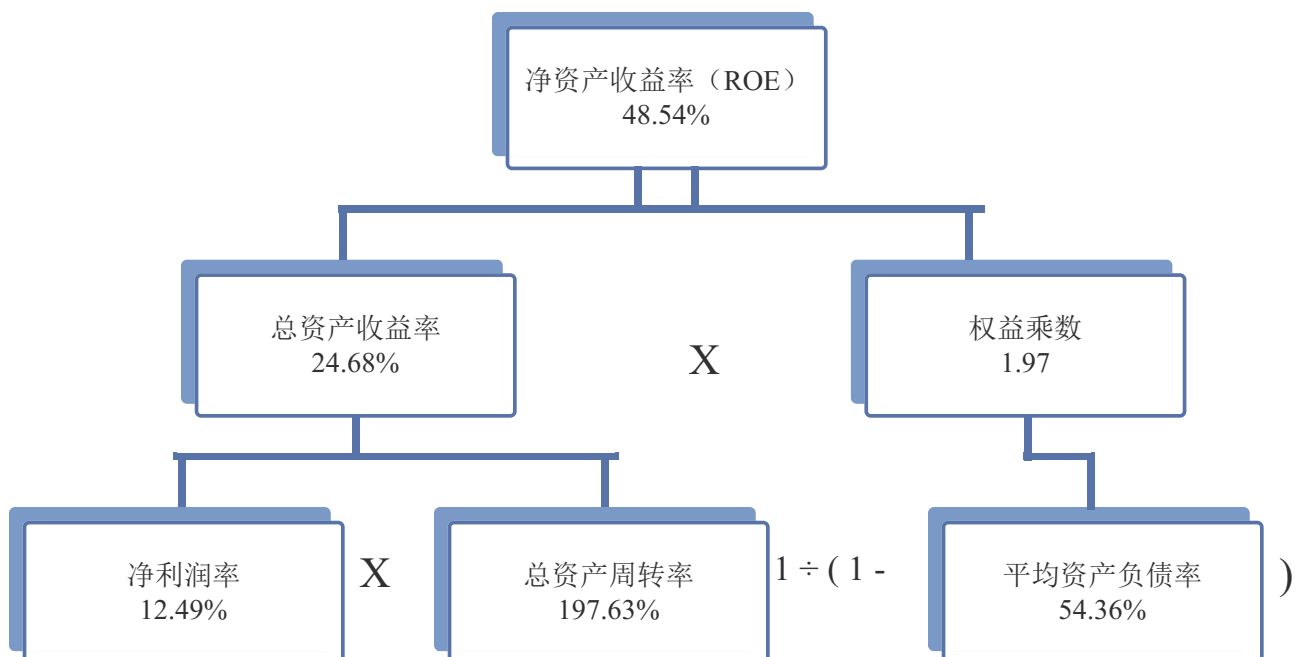 净资产收益率（ROE）
48.54%
总资产收益率
24.68%
X
权益乘数
1.97
净利润率
12.49%
X
总资产周转率
197.63%
1 ÷ ( 1 -
平均资产负债率
54.36%
)